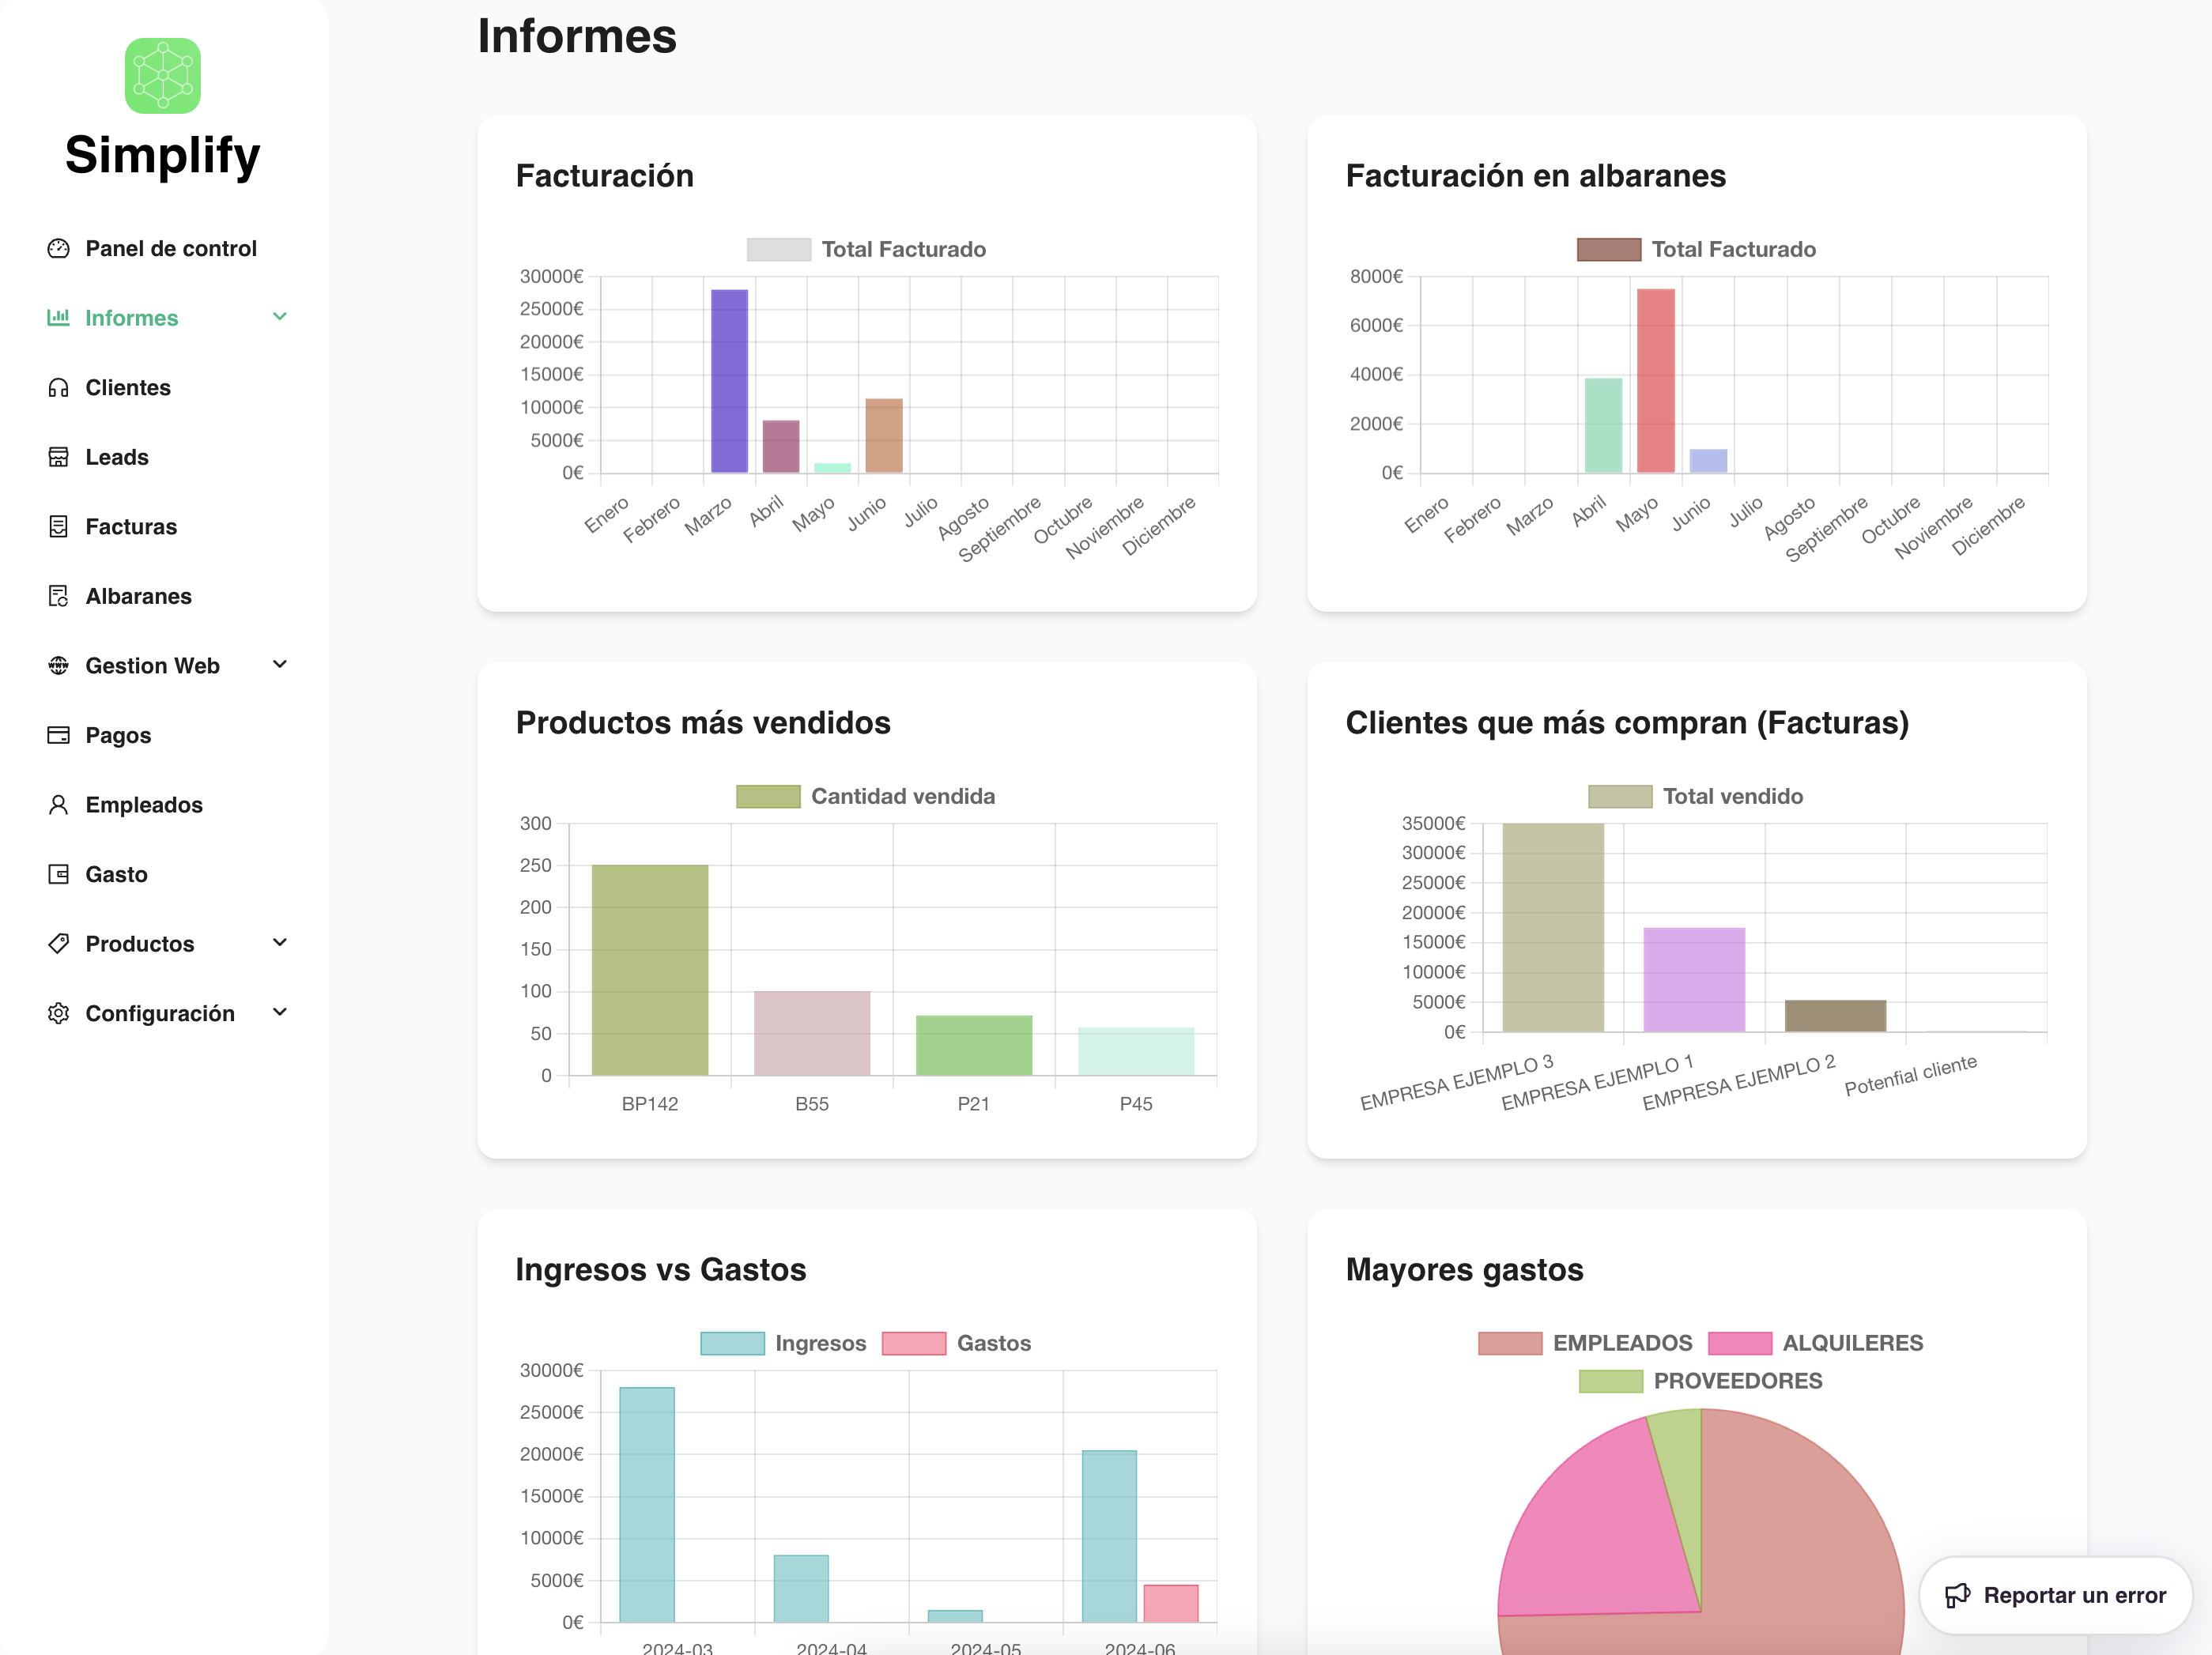 Simplify
Panel de control
Informes
Clientes
Leads
Facturas
Albaranes
Gestion Web
Pagos
Empleados
Gasto
Productos
Configuración
Informes
Facturación
Total Facturado
30000€
25000€
20000€
15000€
10000€
5000€
0€
Enero
Febrero
Marzo
Abril
Mayo
Junio
Julio
Agosto
Septiembre
Octubre
Noviembre
Diciembre
Facturación en albaranes
Total Facturado
8000€
6000€
4000€
2000€
0€
Enero
Febrero
Marzo
Abril
Mayo
Junio
Julio
Agosto
Septiembre
Octubre
Noviembre
Diciembre
Productos más vendidos
Cantidad vendida
300
250
200
150
100
50
0
BP142
B55
P21
P45
Clientes que más compran (Facturas)
Total vendido
35000€
30000€
25000€
20000€
15000€
10000€
5000€
0€
EMPRESA EJEMPLO 3
EMPRESA EJEMPLO 1
EMPRESA EJEMPLO 2
Potenfial cliente
Ingresos vs Gastos
Ingresos Gastos
30000€
25000€
20000€
15000€
10000€
5000€
0€
2024-03
2024-04
2024-05
2024-06
Mayores gastos
EMPLEADOS ALQUILERES
PROVEEDORES
Reportar un error